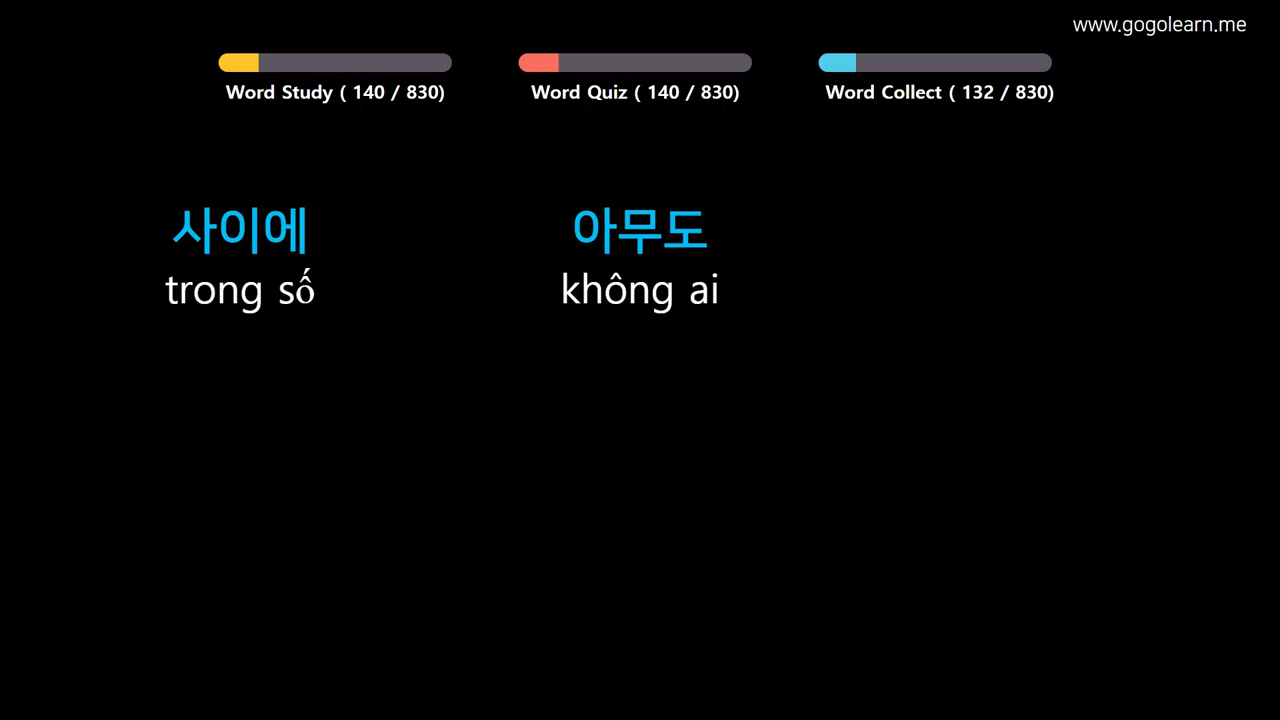 www.gogolearn.me
Word Study ( 140 / 830)
Word Quiz ( 140 / 830)
Word Collect ( 132 / 830)
사이에
trong số
아무도
không ai